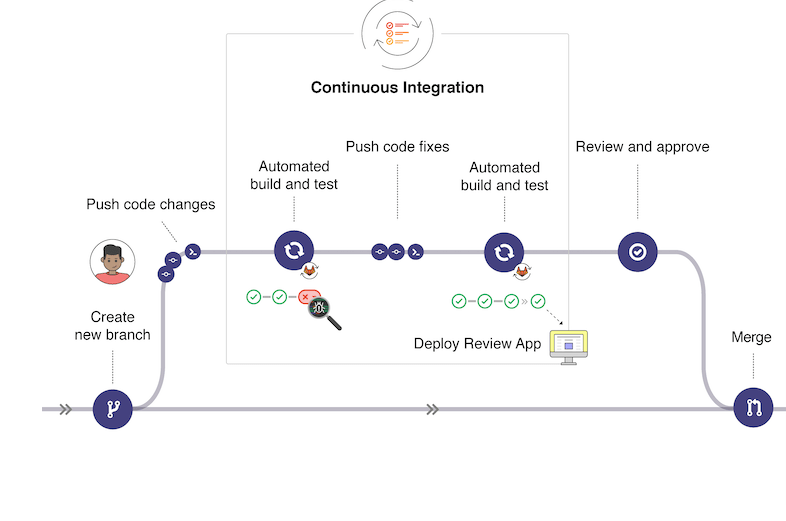 Continuous Integration
Push code changes
Automated
build and test
Push code fixes
Automated
build and test
Review and approve
Create
new branch
Deploy Review App
Merge